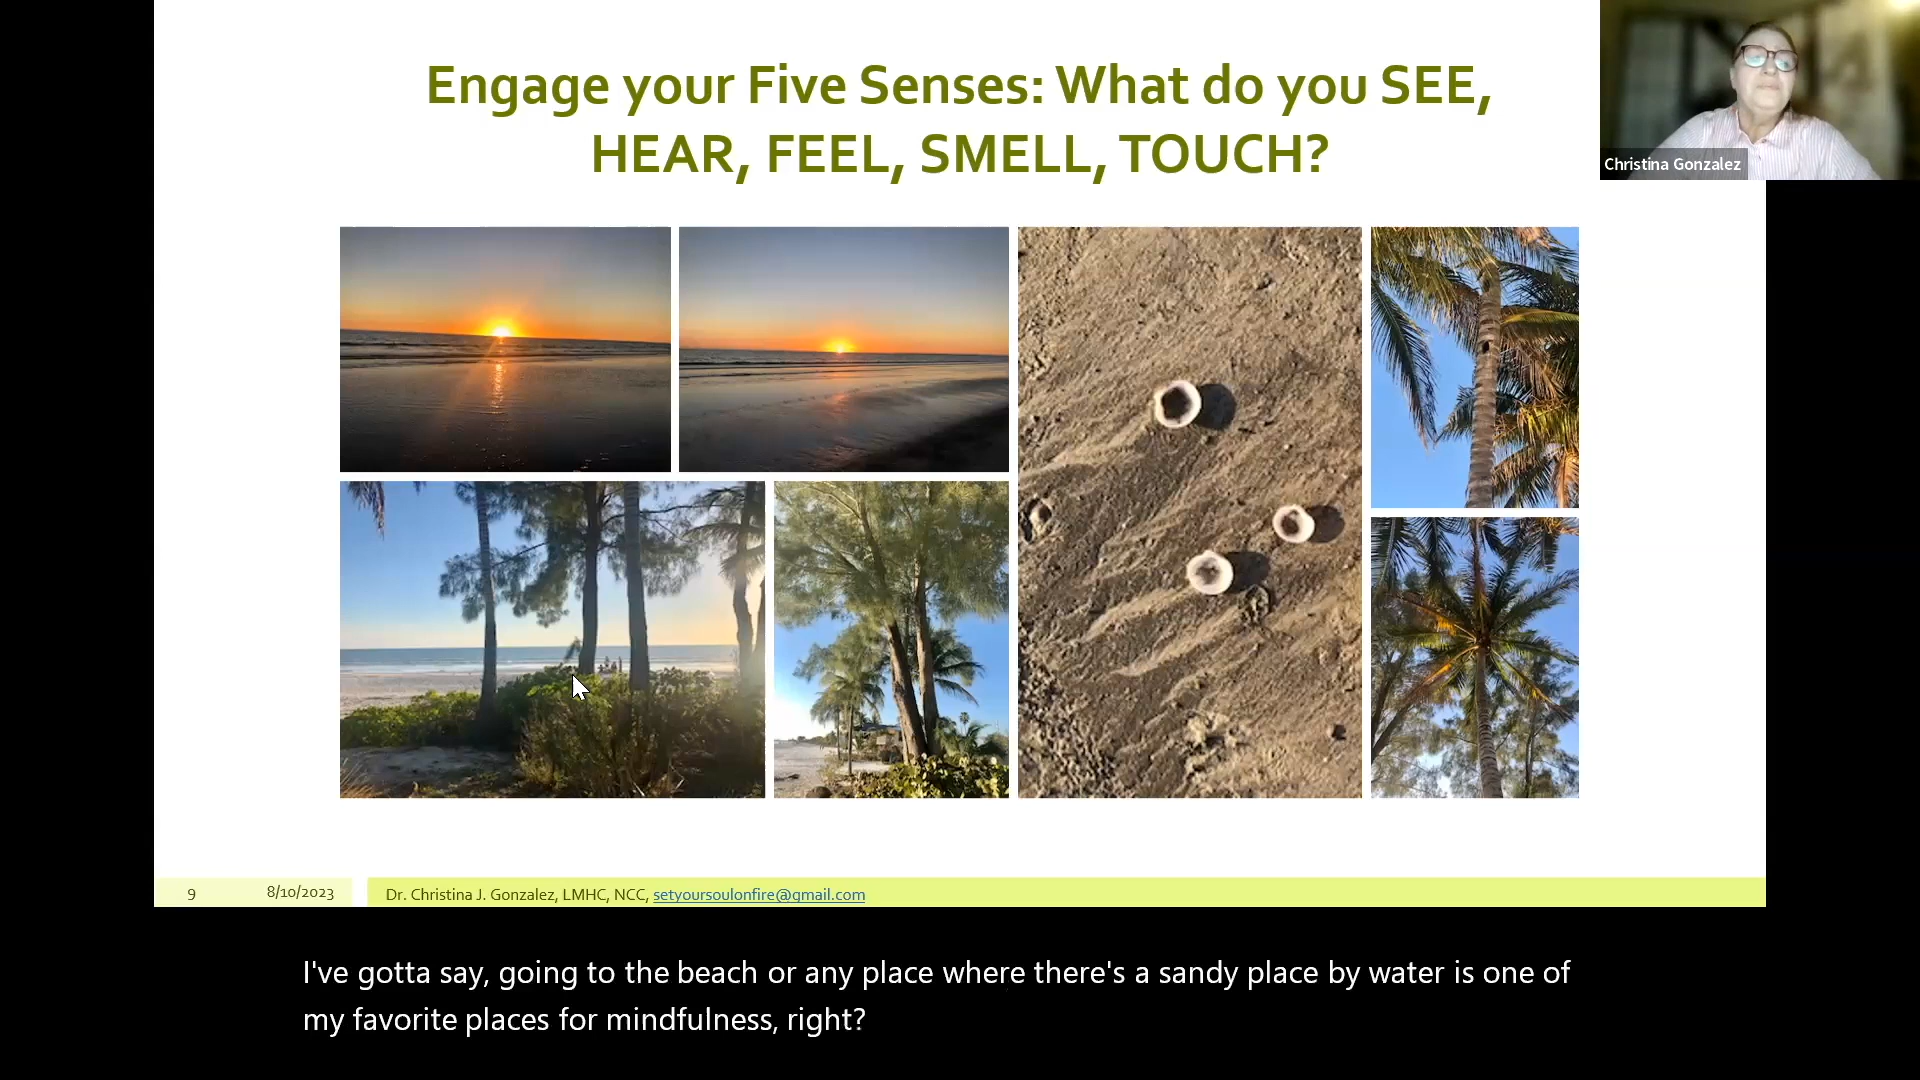 Engage your Five Senses: What do you SEE,
HEAR, FEEL, SMELL, TOUCH?
Christina Gonzalez
9
8/10/2023
Dr. Christina J. Gonzalez, LMHC, NCC, setyoursoulonfire@gmail.com
I've gotta say, going to the beach or any place where there's a sandy place by water is one of
my favorite places for mindfulness, right?